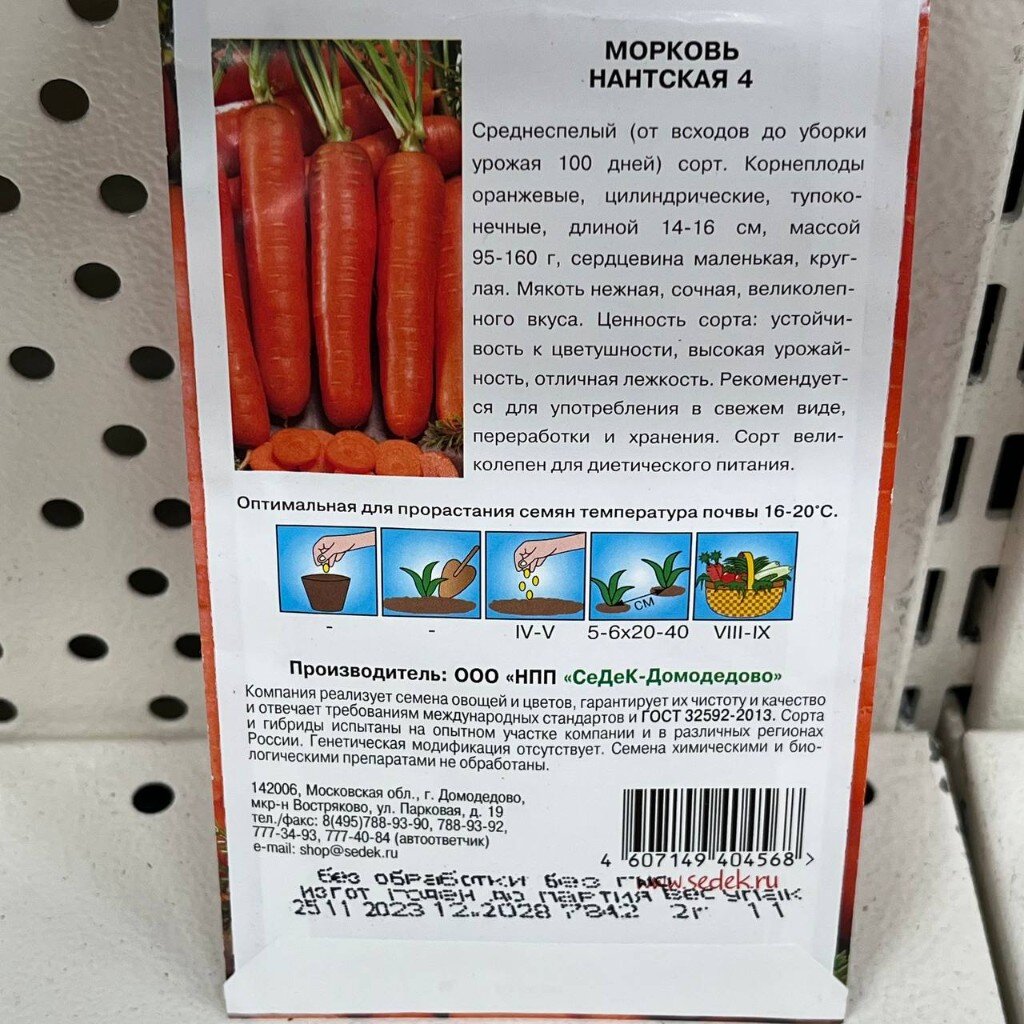 МОРКОВЬ
НАНТСКАЯ 4
Среднеспелый (от всходов до уборки
урожая 100 дней) сорт. Корнеплоды
оранжевые, цилиндрические, тупоко-
нечные, длиной 14-16 см, массой
95-160 г, сердцевина маленькая, круг-
лая. Мякоть нежная, сочная, великолеп-
ного вкуса. Ценность сорта: устойчи-
вость к цветушности, высокая урожай-
ность, отличная лежкость. Рекомендует-
ся для употребления в свежем виде,
переработки и хранения. Сорт вели-
колепен для диетического питания.
Оптимальная для прорастания семян температура почвы 16-20°С.
СМ
- - IV-V 5-6х20-40 VIII-IX
Производитель: ООО «НПП «СеДеК-Домодедово»
Компания реализует семена овощей и цветов, гарантирует их чистоту и качество
и отвечает требованиям международных стандартов и ГОСТ 32592-2013. Сорта
и гибриды испытаны на опытном участке компании и в различных регионах
России. Генетическая модификация отсутствует. Семена химическими и био-
логическими препаратами не обработаны.
142006, Московская обл., г. Домодедово,
мкр-н Востряково, ул. Парковая, д. 19
тел./факс: 8(495)788-93-90, 788-93-92,
777-34-93, 777-40-84 (автоответчик)
e-mail: shop@sedek.ru
4 607149 404568 >
www.sedek.ru
без обработки без
изгот годен до партия вес упак
25 11 2023 12.2028 7812 2г 11